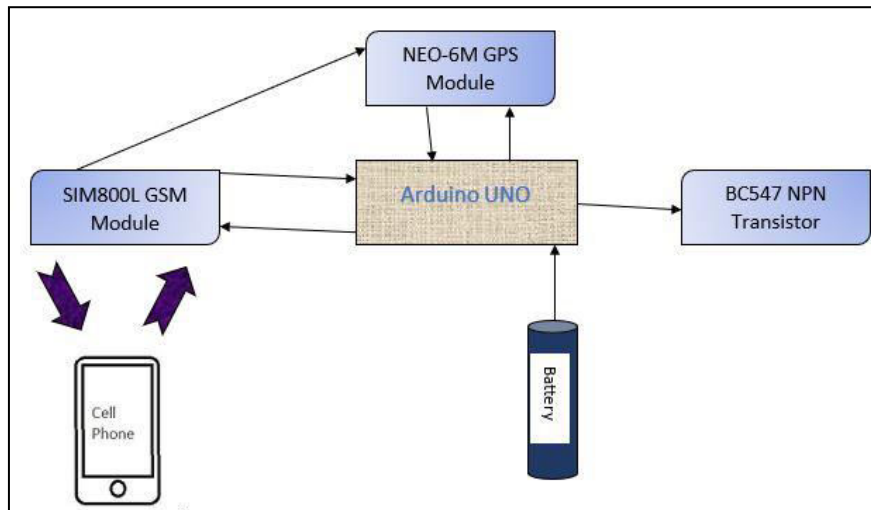 NEO-6M GPS
Module
SIM800L GSM
Module
Arduino UNO
BC547 NPN
Transistor
Battery
Cell
Phone